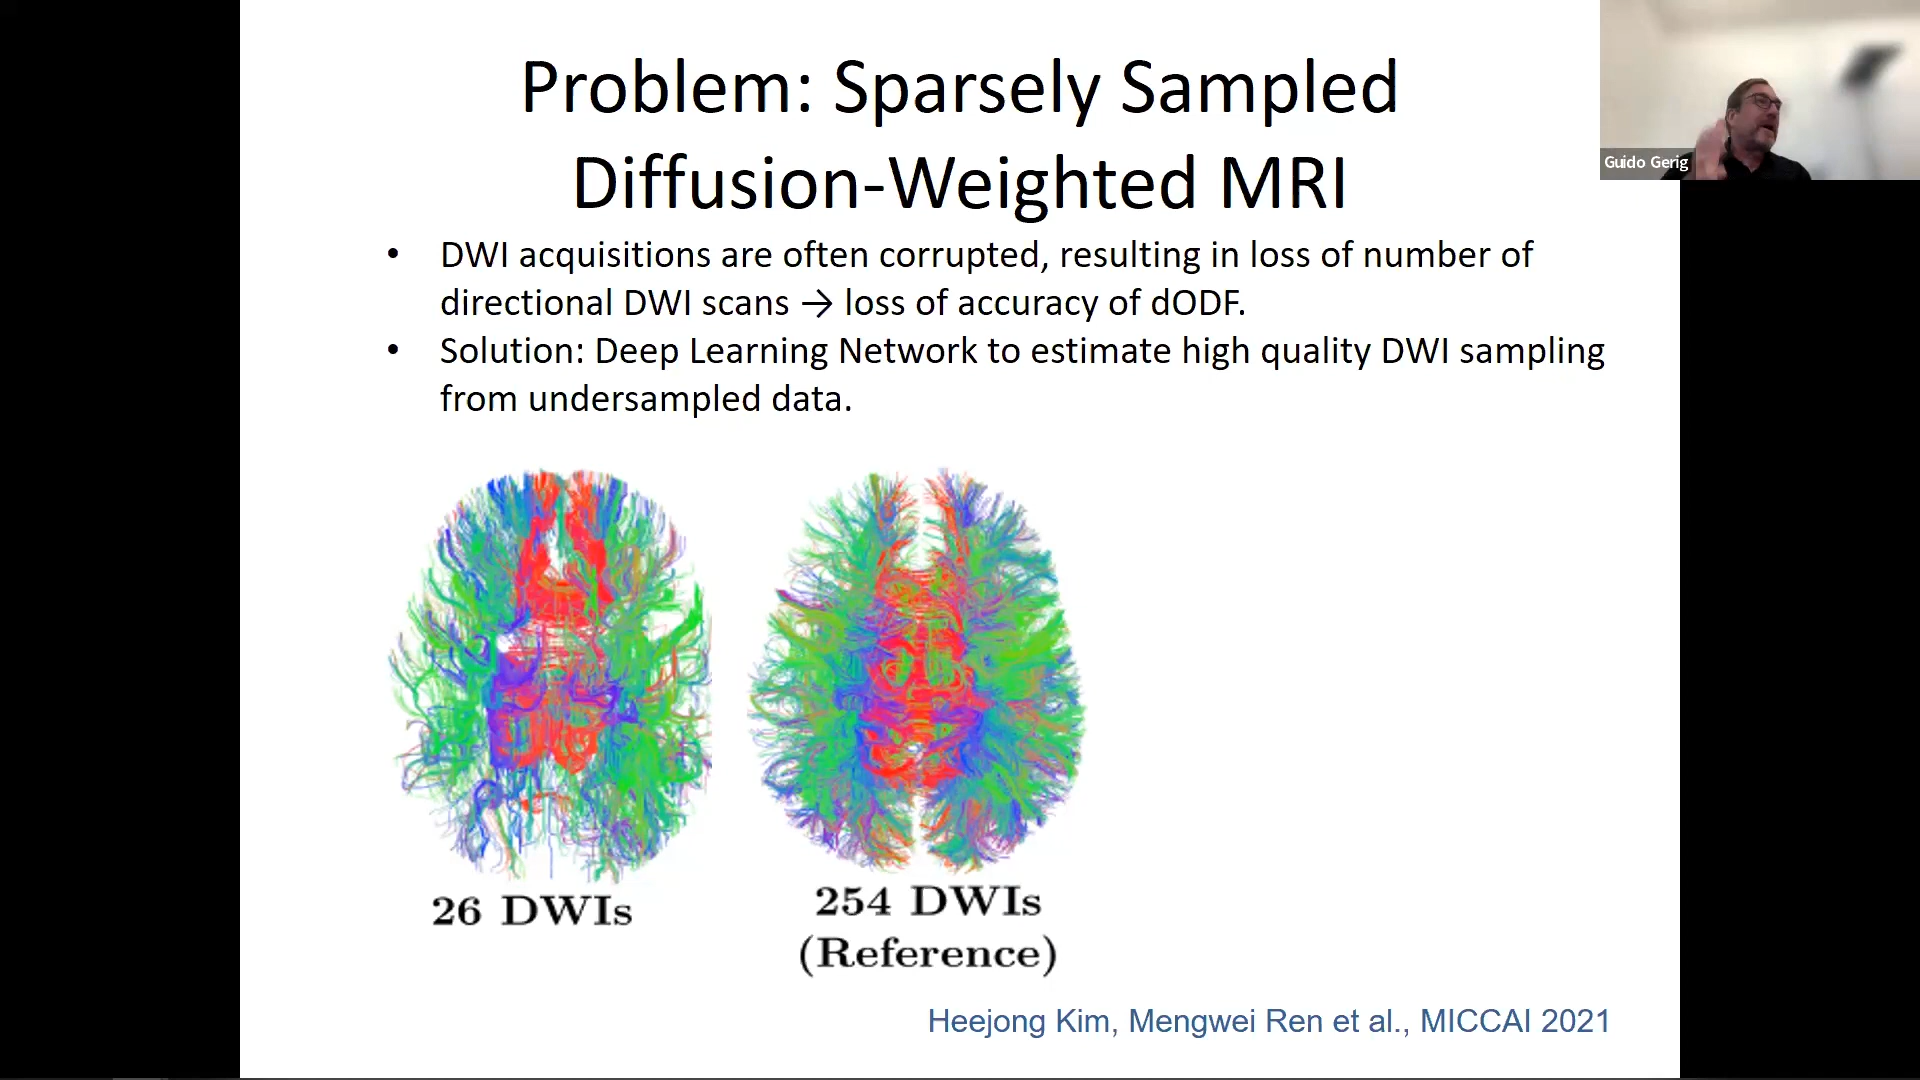 Problem: Sparsely Sampled
Diffusion-Weighted MRI
Guido Gerig
• DWI acquisitions are often corrupted, resulting in loss of number of
directional DWI scans → loss of accuracy of dODF.
• Solution: Deep Learning Network to estimate high quality DWI sampling
from undersampled data.
26 DWIs
254 DWIs
(Reference)
Heejong Kim, Mengwei Ren et al., MICCAI 2021